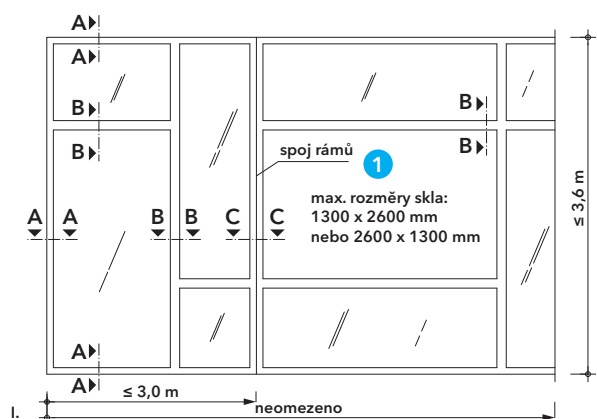 A
A
B
B
B
B
spoj rámů
1
max. rozměry skla:
1300 x 2600 mm
nebo 2600 x 1300 mm
A A B B C C
≤ 3,6 m
A
A
≤ 3,0 m
I.
neomezeno